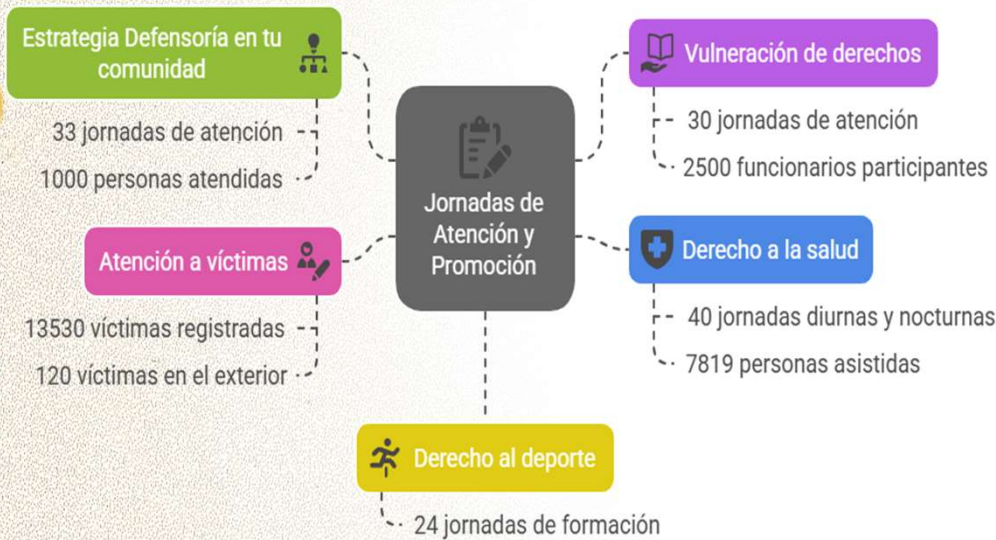 Estrategia Defensoría en tu
comunidad
33 jornadas de atención
1000 personas atendidas
Atención a víctimas
13530 víctimas registradas
120 víctimas en el exterior
Jornadas de
Atención y
Promoción
Vulneración de derechos
30 jornadas de atención
2500 funcionarios participantes
Derecho a la salud
40 jornadas diurnas y nocturnas
7819 personas asistidas
Derecho al deporte
24 jornadas de formación